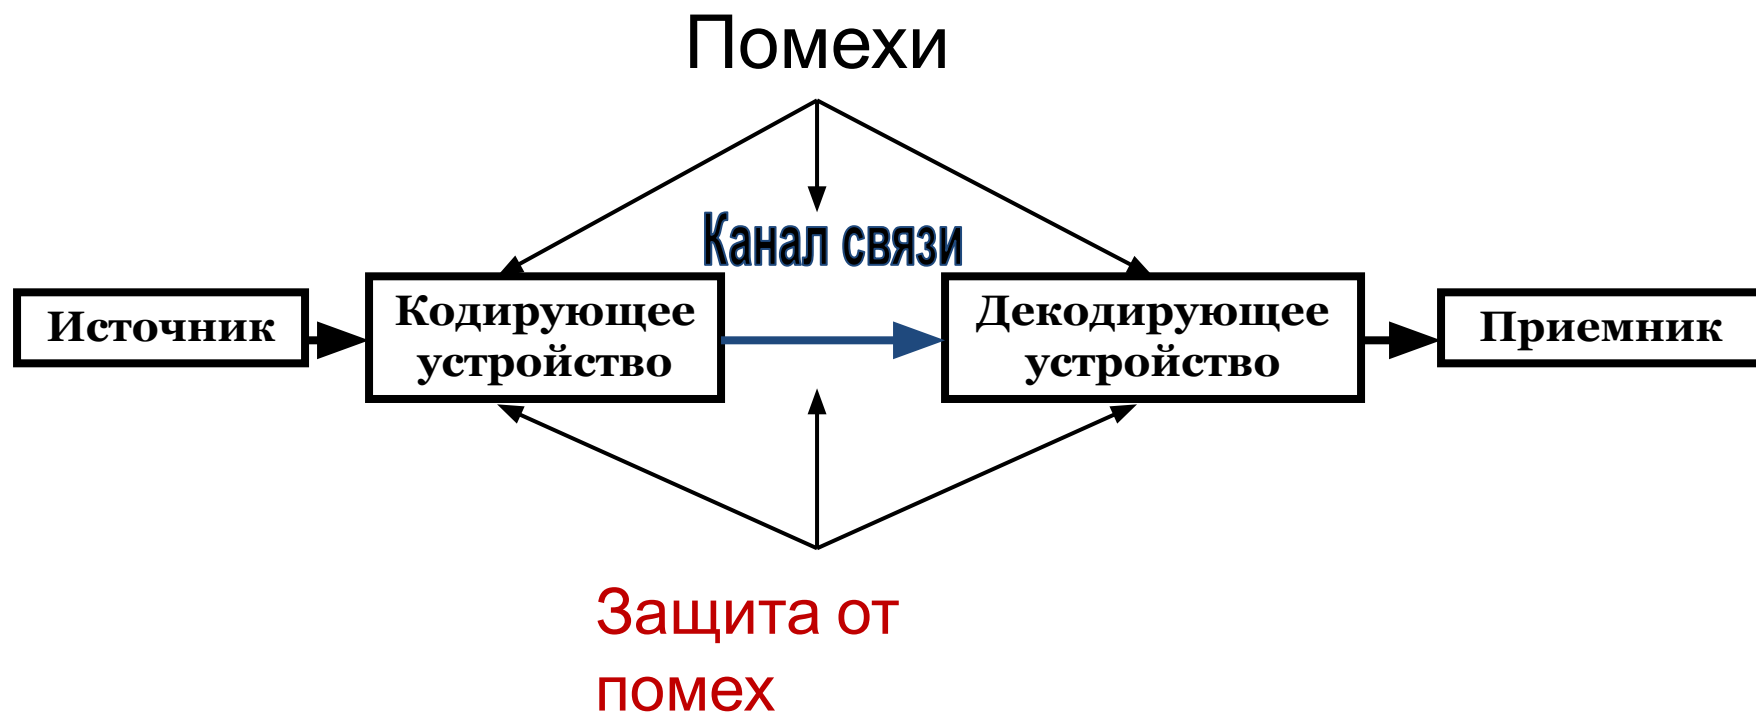 Помехи
Канал связи
Источник
Кодирующее
устройство
Декодирующее
устройство
Приемник
Защита от
помех